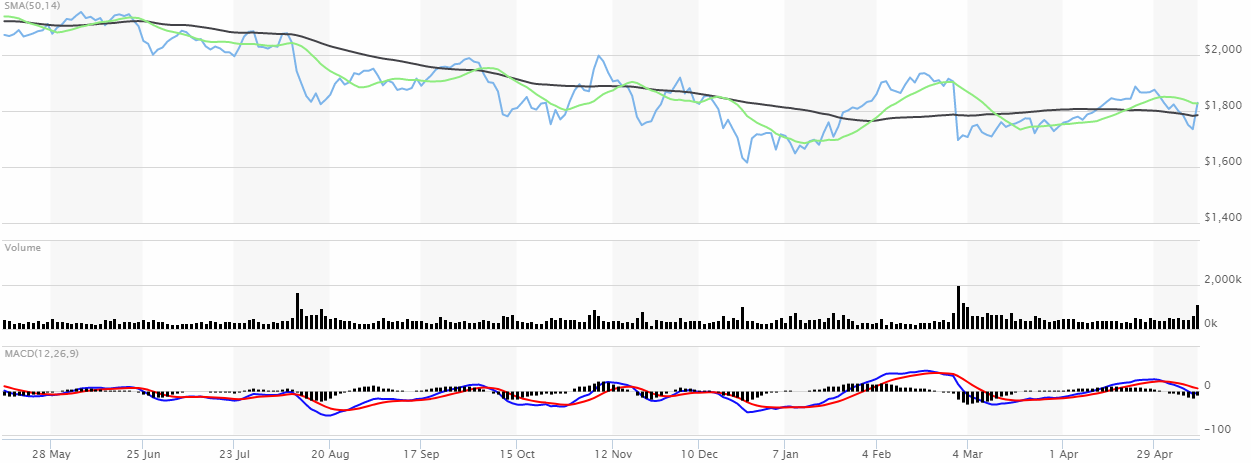 SMA(50,14)
$2,000
$1,800
$1,600
$1,400
Volume
2,000k
0k
MACD(12,26,9)
0
-100
28 May 25 Jun 23 Jul 20 Aug 17 Sep 15 Oct 12 Nov 10 Dec 7 Jan 4 Feb 4 Mar 1 Apr 29 Apr